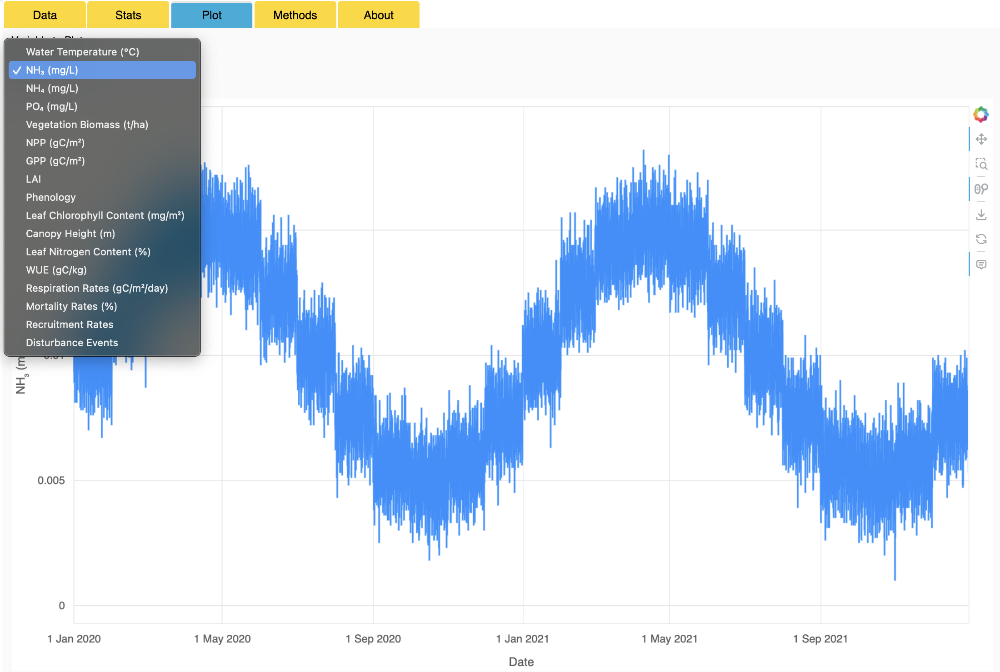 Data Stats Plot Methods About
Water Temperature (°C)
✓ NH₃ (mg/L)
NH₄ (mg/L)
PO₄ (mg/L)
Vegetation Biomass (t/ha)
NPP (gC/m²)
GPP (gC/m²)
LAI
Phenology
Leaf Chlorophyll Content (mg/m²)
Canopy Height (m)
Leaf Nitrogen Content (%)
WUE (gC/kg)
Respiration Rates (gC/m²/day)
Mortality Rates (%)
Recruitment Rates
Disturbance Events
NH₃ (m
0.005
0
1 Jan 2020 1 May 2020 1 Sep 2020 1 Jan 2021 1 May 2021 1 Sep 2021
Date